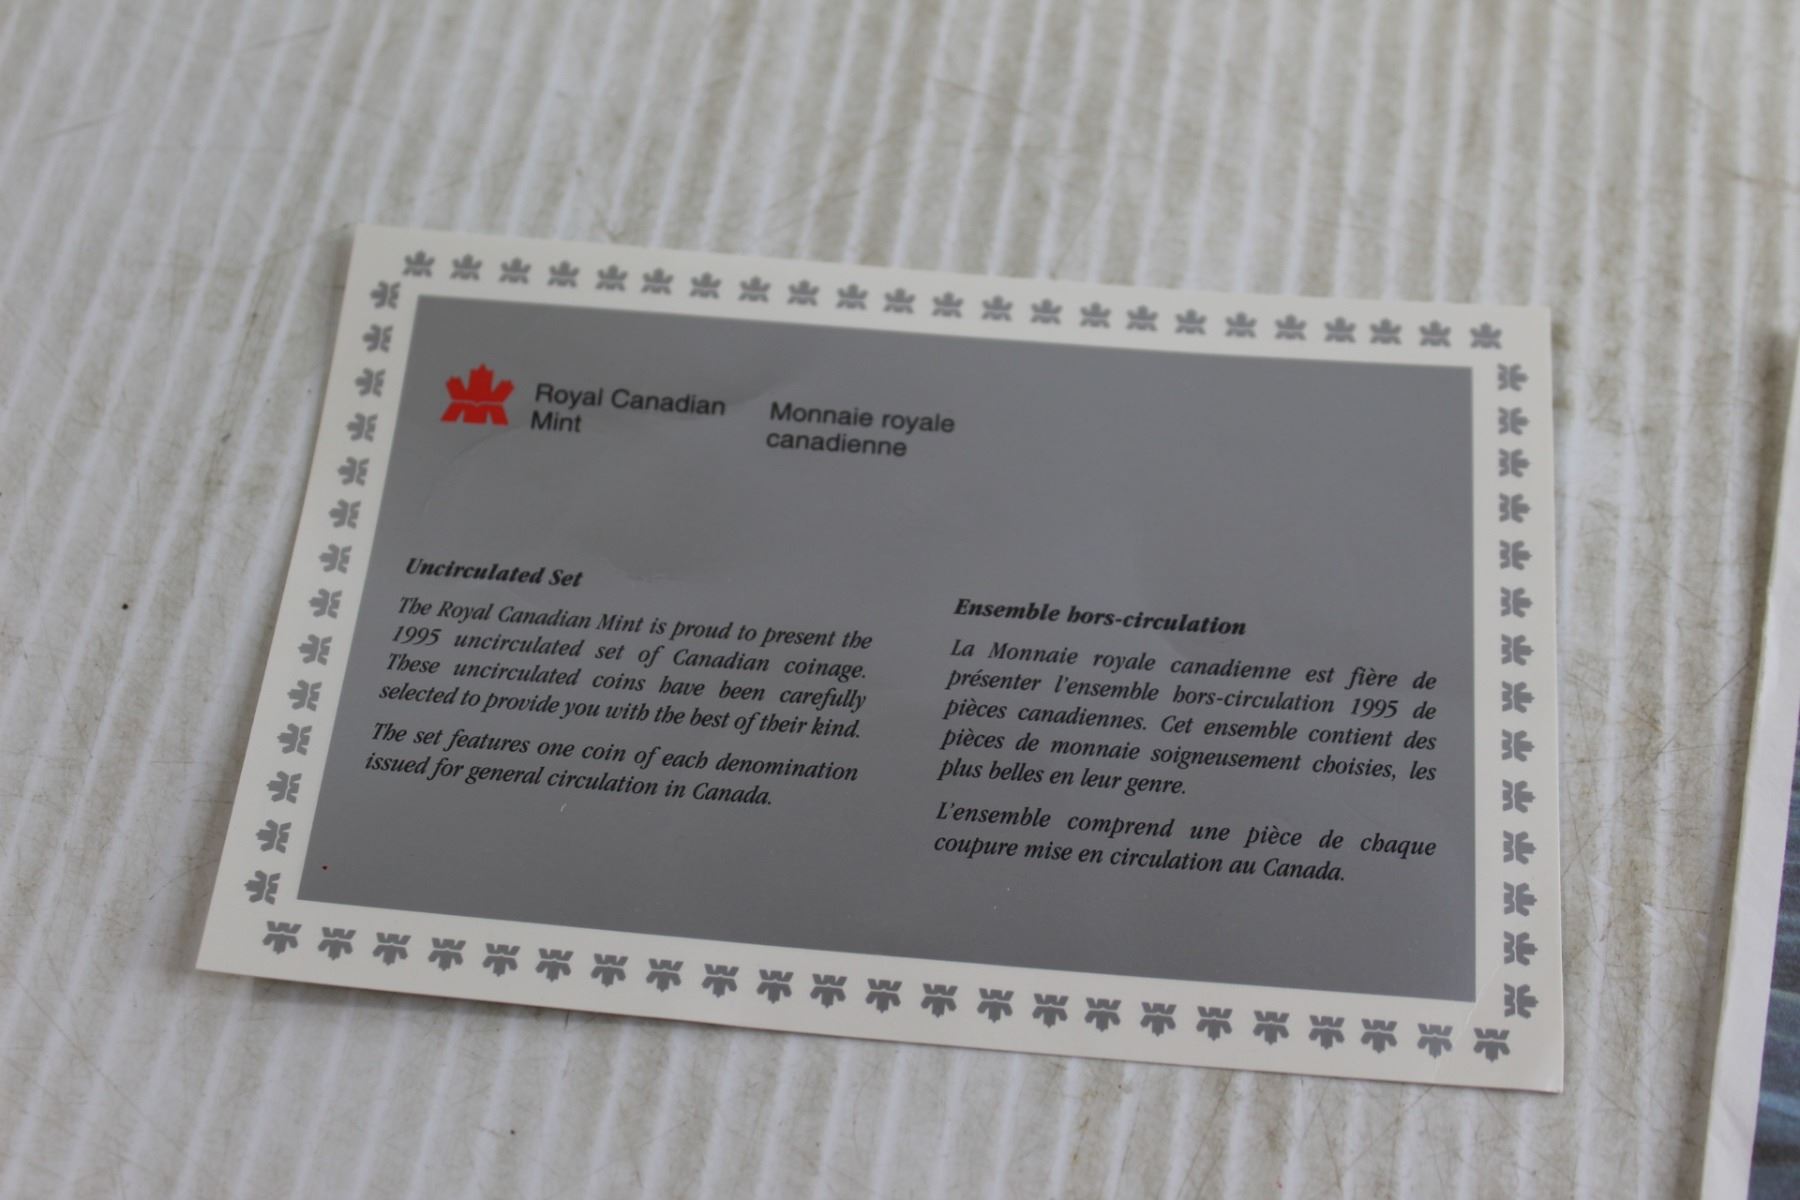 Royal Canadian
Mint
Monnaie royale
canadienne
Uncirculated Set
The Royal Canadian Mint is proud to present the
1995 uncirculated set of Canadian coinage.
These uncirculated coins have been carefully
selected to provide you with the best of their kind.
The set features one coin of each denomination
issued for general circulation in Canada.
Ensemble hors-circulation
La Monnaie royale canadienne est fière de
présenter l'ensemble hors-circulation 1995 de
pièces canadiennes. Cet ensemble contient des
pièces de monnaie soigneusement choisies, les
plus belles en leur genre.
L'ensemble comprend une pièce de chaque
coupure mise en circulation au Canada.